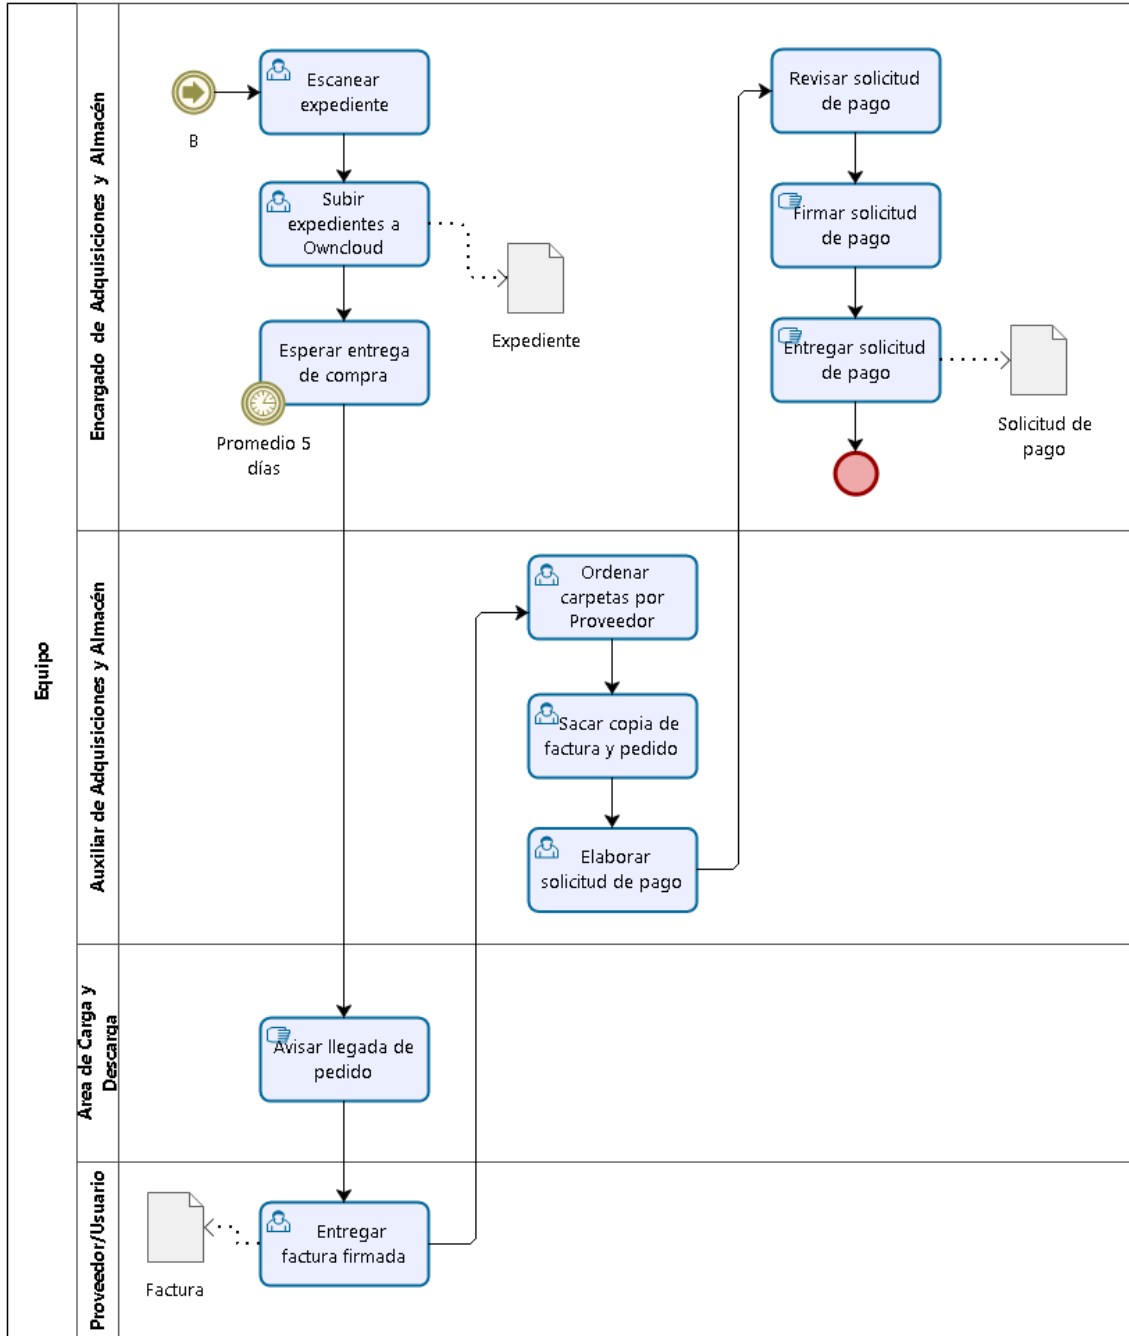 Equipo
Encargado de Adquisiciones y Almacén
B
Escanear
expediente
Subir
expedientes a
Owncloud
Expediente
Esperar entrega
de compra
Promedio 5
días
Revisar solicitud
de pago
Firmar solicitud
de pago
Entregar solicitud
de pago
Solicitud de
pago
Auxiliar de Adquisiciones y Almacén
Ordenar
carpetas por
Proveedor
Sacar copia de
factura y pedido
Elaborar
solicitud de pago
Área de Carga y
Descarga
Avisar llegada de
pedido
Proveedor/Usuario
Factura
Entregar
factura firmada